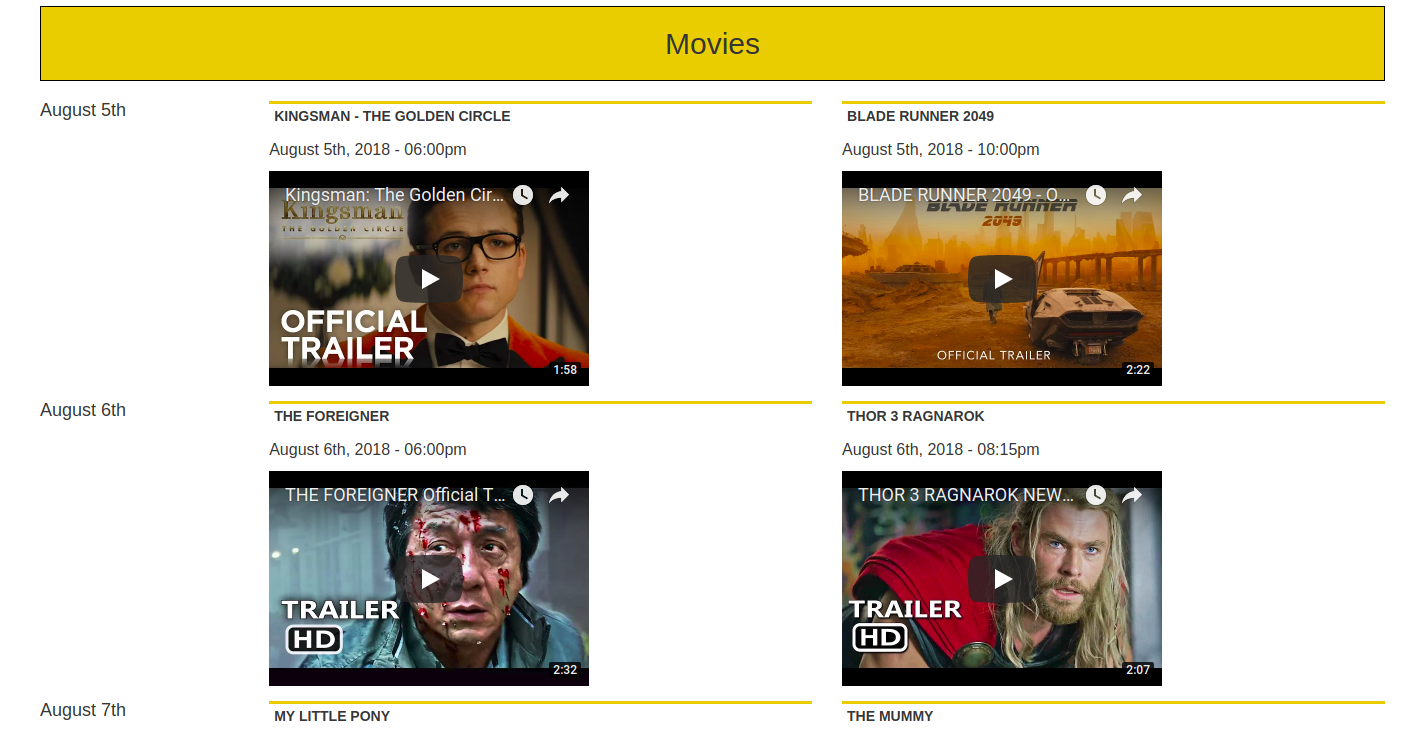 Movies
August 5th
KINGSMAN - THE GOLDEN CIRCLE
August 5th, 2018 - 06:00pm
Kingsman: The Golden Cir...
Kingsman
THE GOLDEN CIRCLE
OFFICIAL
TRAILER
1:58
BLADE RUNNER 2049
August 5th, 2018 - 10:00pm
BLADE RUNNER 2049 - O...
BLADE RUNNER
2049
OFFICIAL TRAILER
2:22
August 6th
THE FOREIGNER
August 6th, 2018 - 06:00pm
THE FOREIGNER Official T...
TRAILER
HD
2:32
THOR 3 RAGNAROK
August 6th, 2018 - 08:15pm
THOR 3 RAGNAROK NEW...
TRAILER
HD
2:07
August 7th
MY LITTLE PONY
THE MUMMY